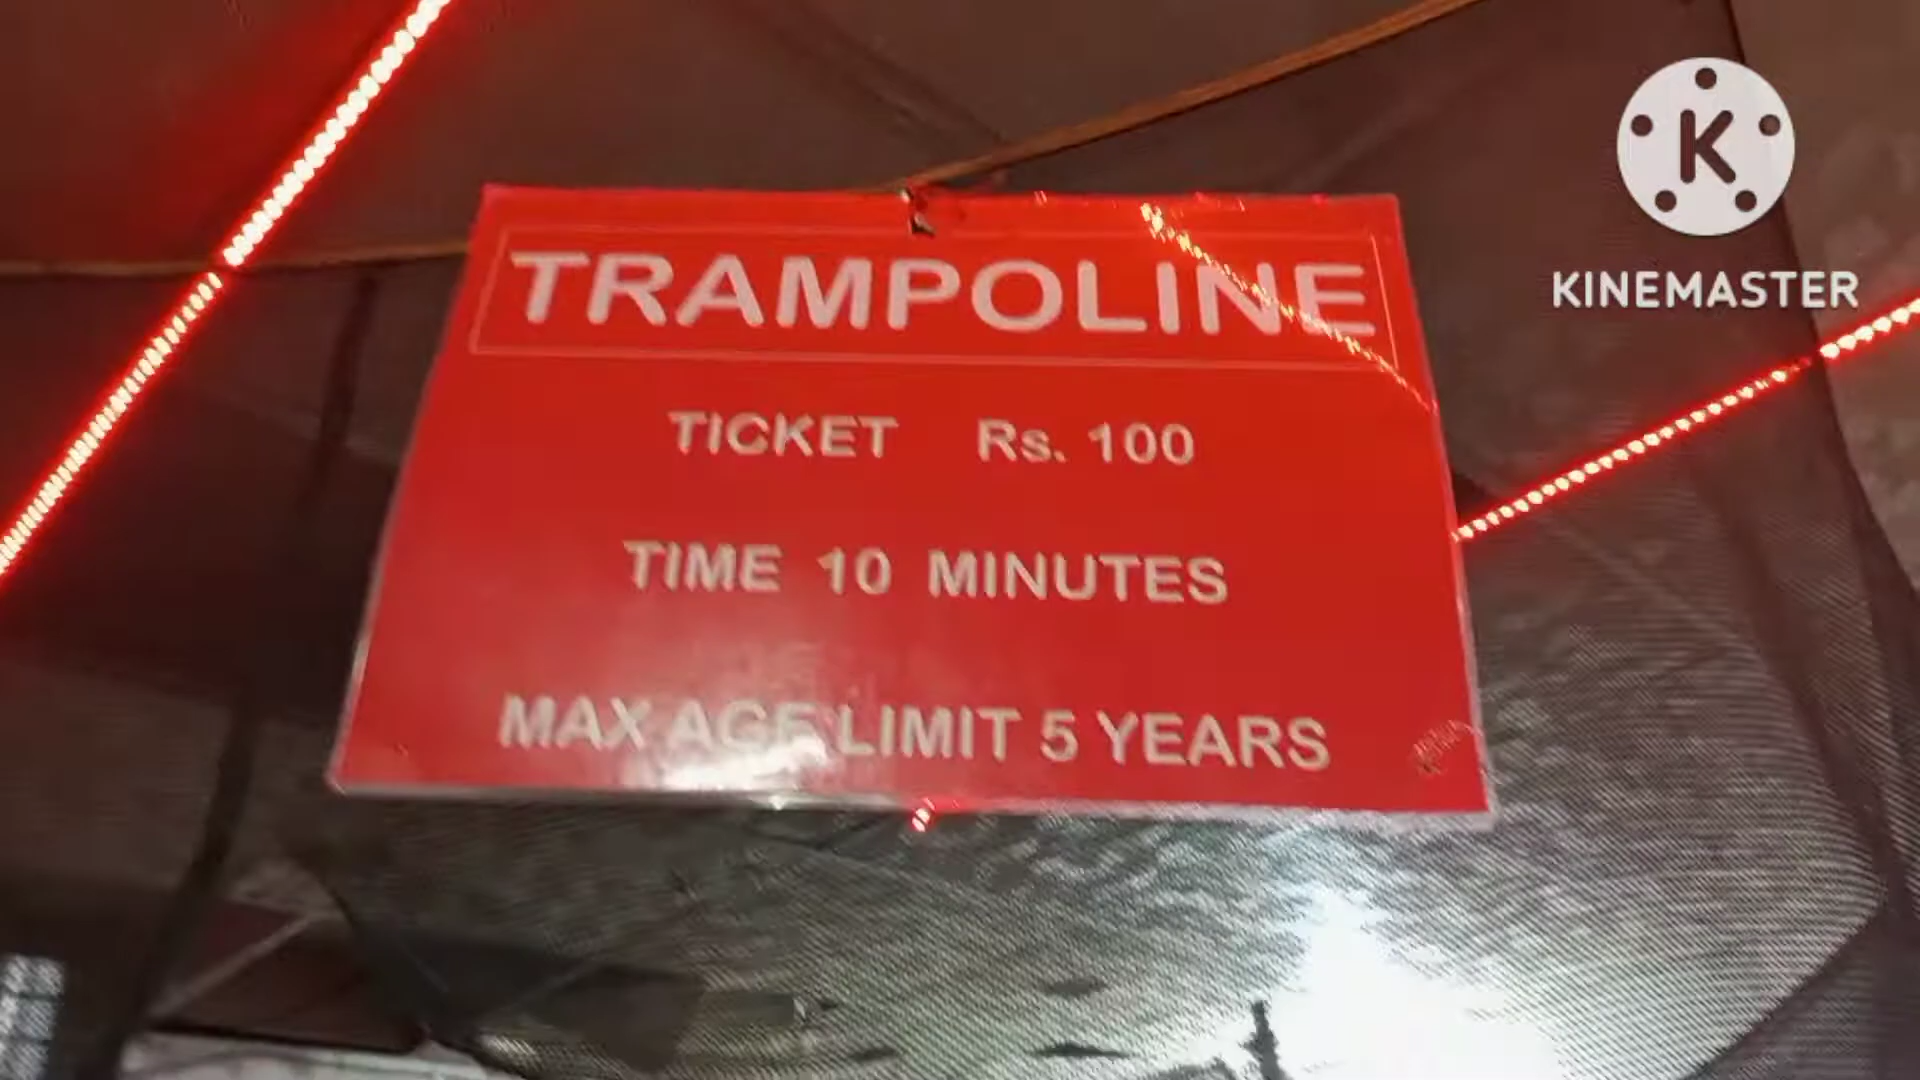 TRAMPOLINE
TICKET Rs. 100
TIME 10 MINUTES
MAX AGE LIMIT 5 YEARS
K
KINEMASTER